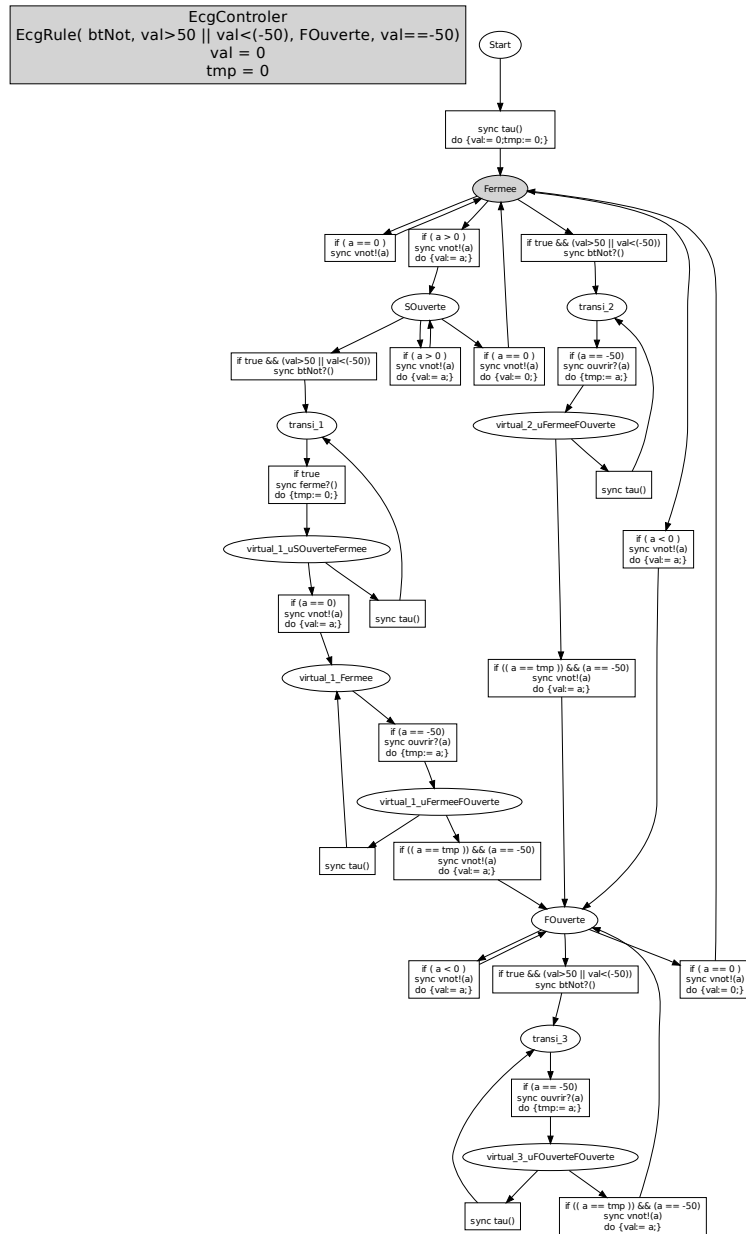 EcgControler
EcgRule( btNot, val>50 || val<(-50), FOuverte, val==-50)
val = 0
tmp = 0
Start
sync tau()
do {val:= 0;tmp:= 0;}
Fermee
if ( a == 0 )
sync vnot!(a)
if ( a > 0 )
sync vnot!(a)
do {val:= a;}
if true && (val>50 || val<(-50))
sync btNot?()
SOuverte
transi_2
if true && (val>50 || val<(-50))
sync btNot?()
if ( a > 0 )
sync vnot!(a)
do {val:= a;}
if ( a == 0 )
sync vnot!(a)
do {val:= 0;}
if (a == -50)
sync ouvrir?(a)
do {tmp:= a;}
transi_1
virtual_2_uFermeeFOuverte
if true
sync ferme?()
do {tmp:= 0;}
sync tau()
virtual_1_uSOuverteFermee
if ( a < 0 )
sync vnot!(a)
do {val:= a;}
if (a == 0)
sync vnot!(a)
do {val:= a;}
sync tau()
virtual_1_Fermee
if (( a == tmp )) && (a == -50)
sync vnot!(a)
do {val:= a;}
if (a == -50)
sync ouvrir?(a)
do {tmp:= a;}
virtual_1_uFermeeFOuverte
sync tau()
if (( a == tmp )) && (a == -50)
sync vnot!(a)
do {val:= a;}
FOuverte
if ( a < 0 )
sync vnot!(a)
do {val:= a;}
if true && (val>50 || val<(-50))
sync btNot?()
if ( a == 0 )
sync vnot!(a)
do {val:= 0;}
transi_3
if (a == -50)
sync ouvrir?(a)
do {tmp:= a;}
virtual_3_uFOuverteFOuverte
sync tau()
if (( a == tmp )) && (a == -50)
sync vnot!(a)
do {val:= a;}